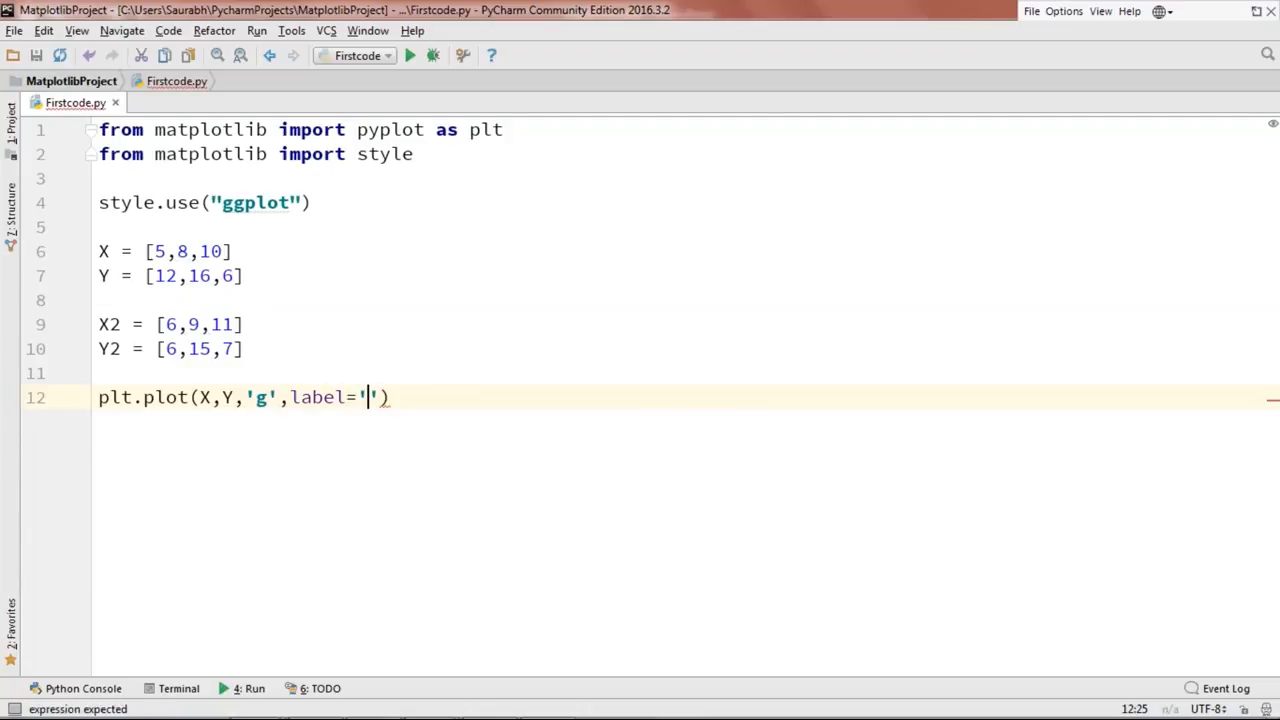 MatplotlibProject - [C:\Users\Saurabh\PycharmProjects\MatplotlibProject] - ...\Firstcode.py - PyCharm Community Edition 2016.3.2
File Options View Help
File Edit View Navigate Code Refactor Run Tools VCS Window Help
Firstcode
MatplotlibProject Firstcode.py
Firstcode.py
1: Project
Z: Structure
2: Favorites
1 from matplotlib import pyplot as plt
2 from matplotlib import style
3
4 style.use("ggplot")
5
6 X = [5,8,10]
7 Y = [12,16,6]
8
9 X2 = [6,9,11]
10 Y2 = [6,15,7]
11
12 plt.plot(X,Y,'g',label='')
Python Console Terminal 4: Run 6: TODO Event Log
expression expected 12:25 n/a UTF-8